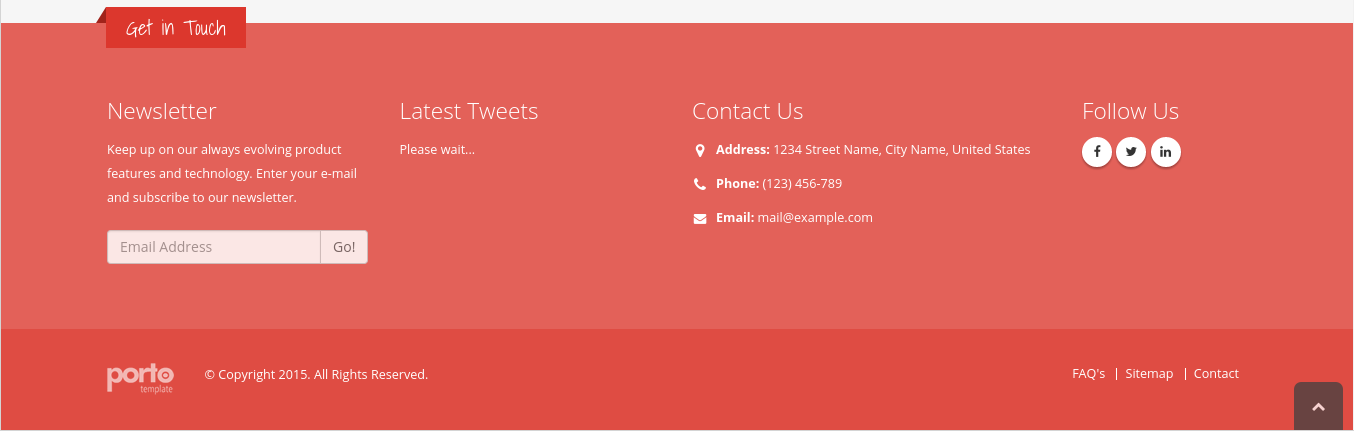 Get in Touch
Newsletter
Keep up on our always evolving product
features and technology. Enter your e-mail
and subscribe to our newsletter.
Email Address
Go!
Latest Tweets
Please wait...
Contact Us
Address: 1234 Street Name, City Name, United States
Phone: (123) 456-789
Email: mail@example.com
Follow Us
porto
template
© Copyright 2015. All Rights Reserved.
FAQ's | Sitemap | Contact